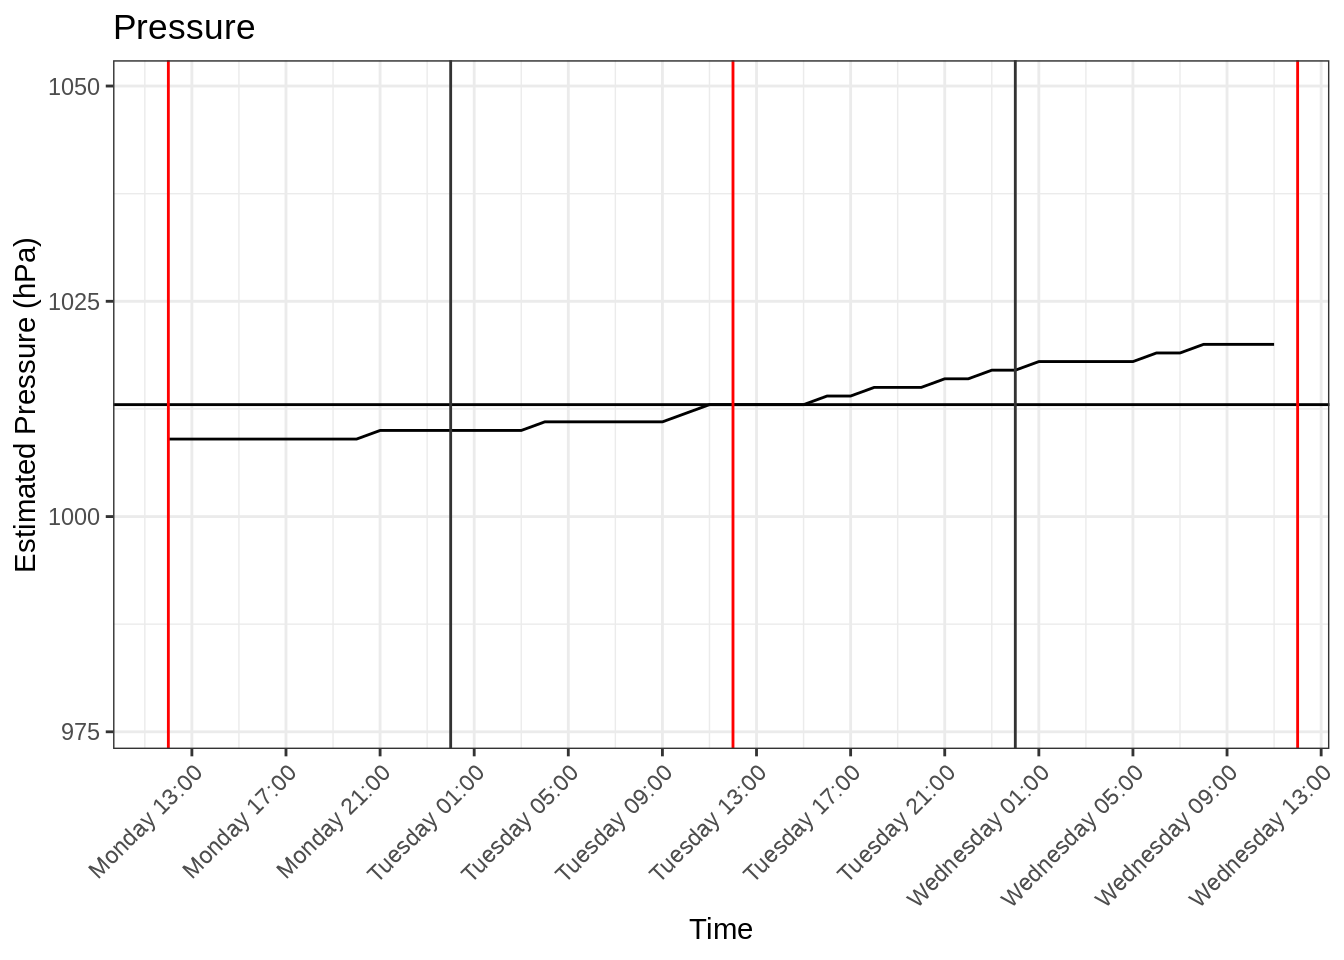 Pressure
Estimated Pressure (hPa)
1050
1025
1000
975
Monday 13:00
Monday 17:00
Monday 21:00
Tuesday 01:00
Tuesday 05:00
Tuesday 09:00
Tuesday 13:00
Tuesday 17:00
Tuesday 21:00
Wednesday 01:00
Wednesday 05:00
Wednesday 09:00
Wednesday 13:00
Time